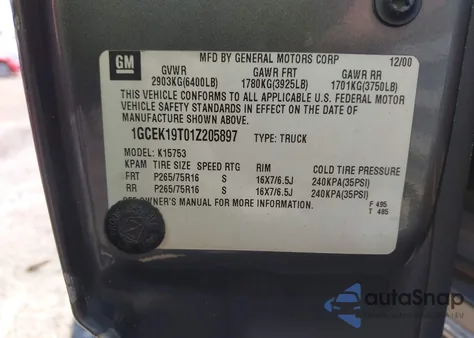 GM
MFD BY GENERAL MOTORS CORP 12/00
GVWR GAWR FRT GAWR RR
2903KG(6400LB) 1780KG(3925LB) 1701KG(3750LB)
THIS VEHICLE CONFORMS TO ALL APPLICABLE U.S. FEDERAL MOTOR
VEHICLE SAFETY STANDARDS IN EFFECT ON THE DATE OF
MANUFACTURE SHOWN ABOVE.
1GCEK19T01Z205897 TYPE: TRUCK
MODEL: K15753
KPAM TIRE SIZE SPEED RTG RIM COLD TIRE PRESSURE
FRT P265/75R16 S 16X7/6.5J 240KPA(35PSI)
RR P265/75R16 S 16X7/6.5J 240KPA(35PSI)
SEE OWNER'S MANUAL FOR MORE INFORMATION.
F 495
T 485
autoSnap